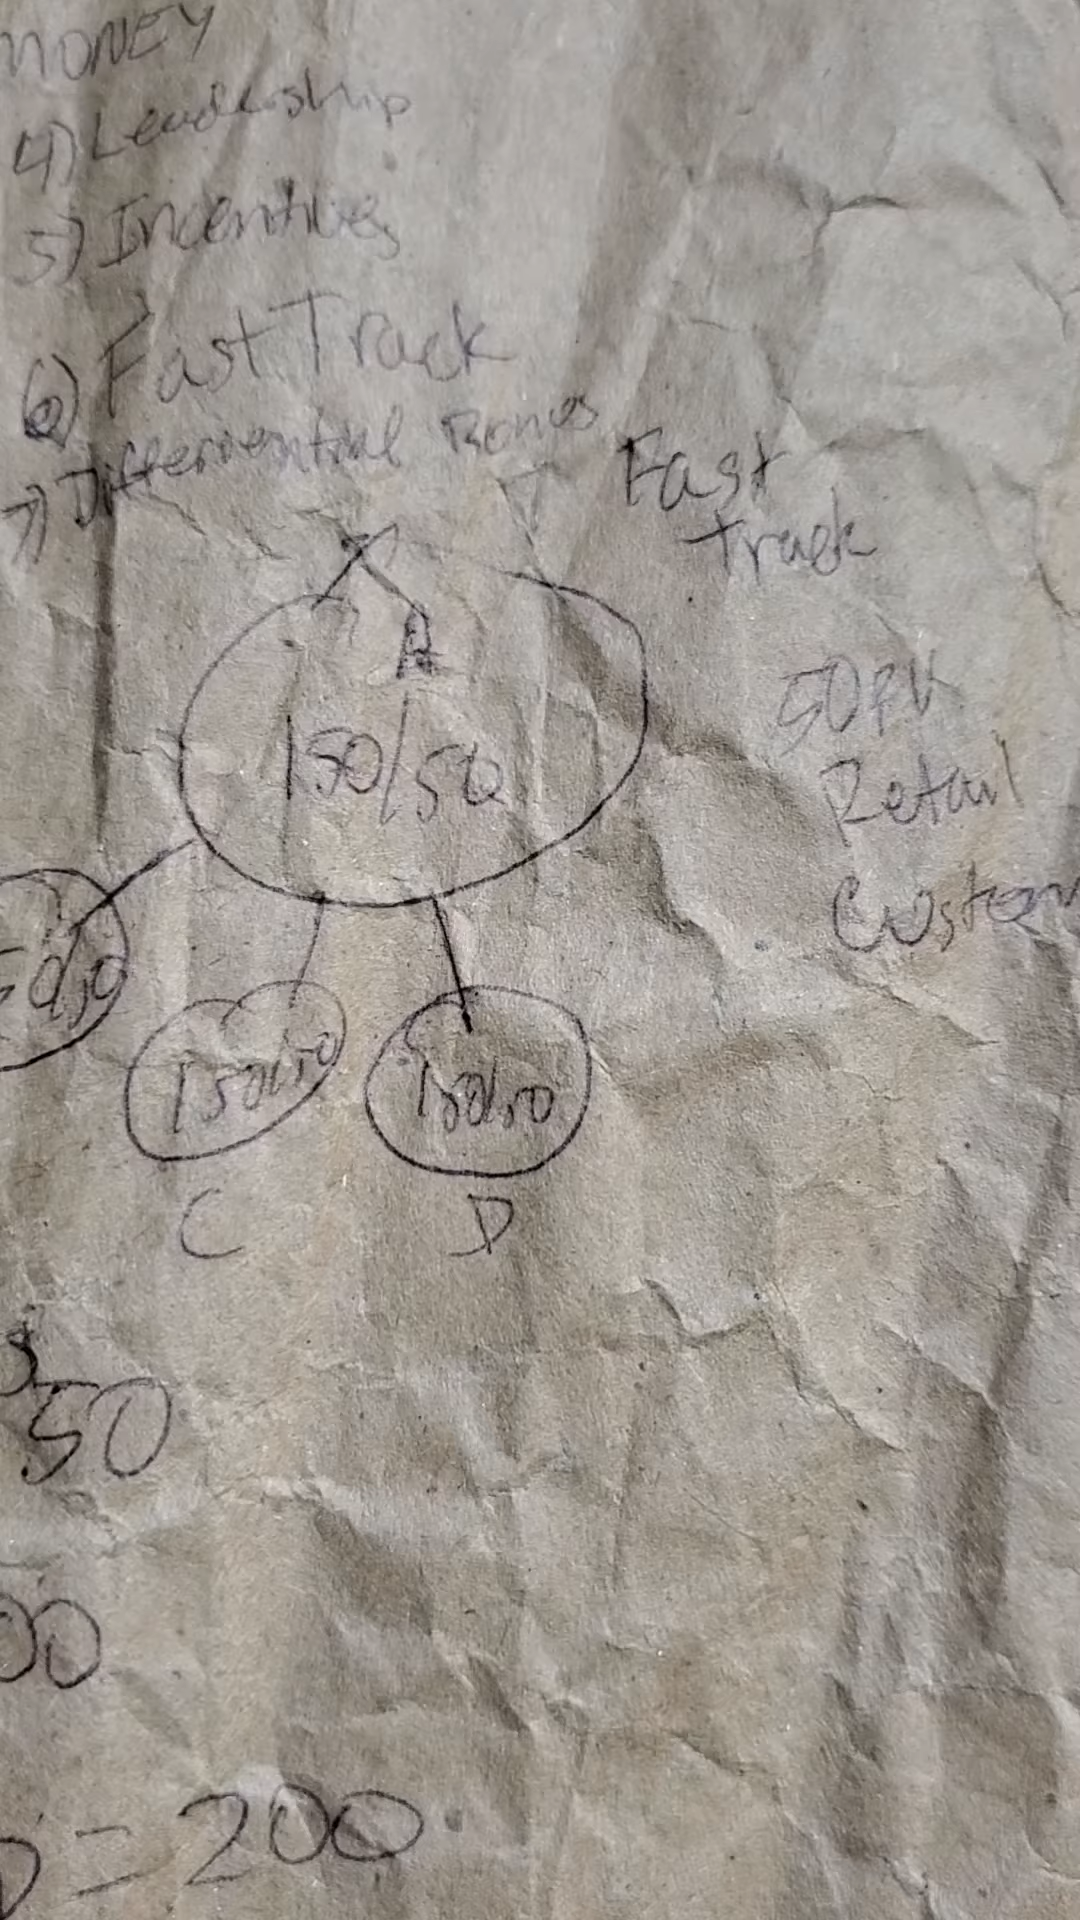 MONEY
4) Leadership
5) Incentives
6) Fast Track
7) Differrential Bonus
Fast
Track
A
150/50
50PV
Retail
Custom
150/50
150/50
C D
50
00
= 200